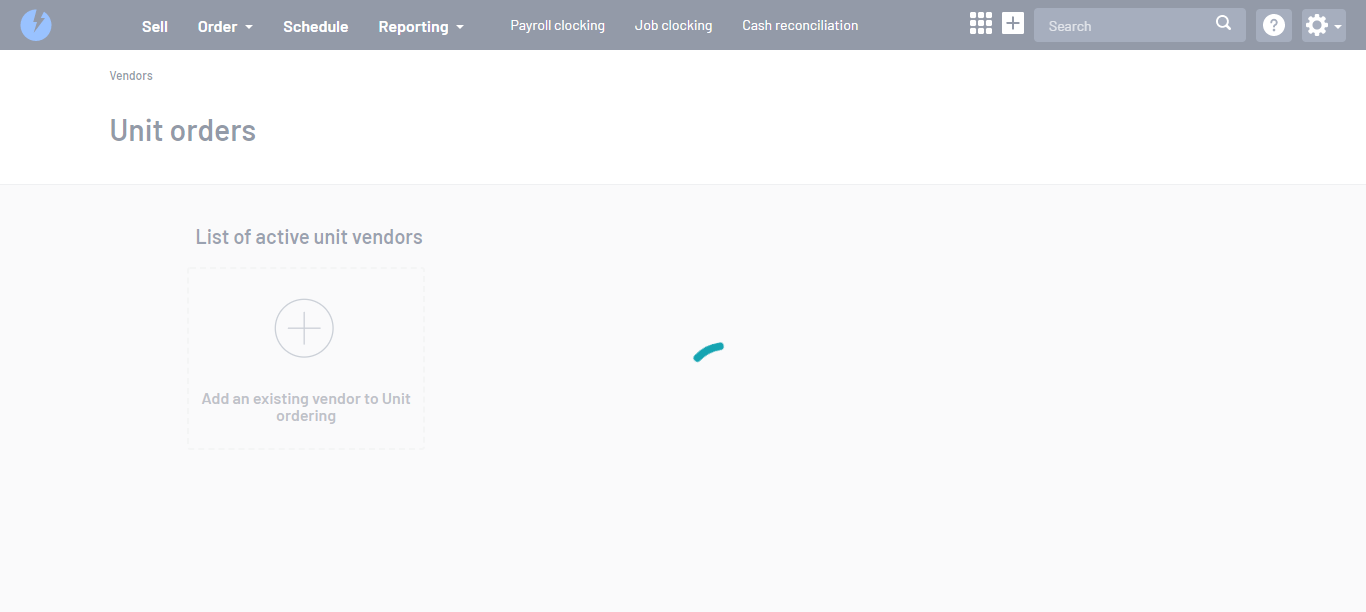 Sell Order Schedule Reporting Payroll clocking Job clocking Cash reconciliation Search
Vendors
Unit orders
List of active unit vendors
Add an existing vendor to Unit
ordering